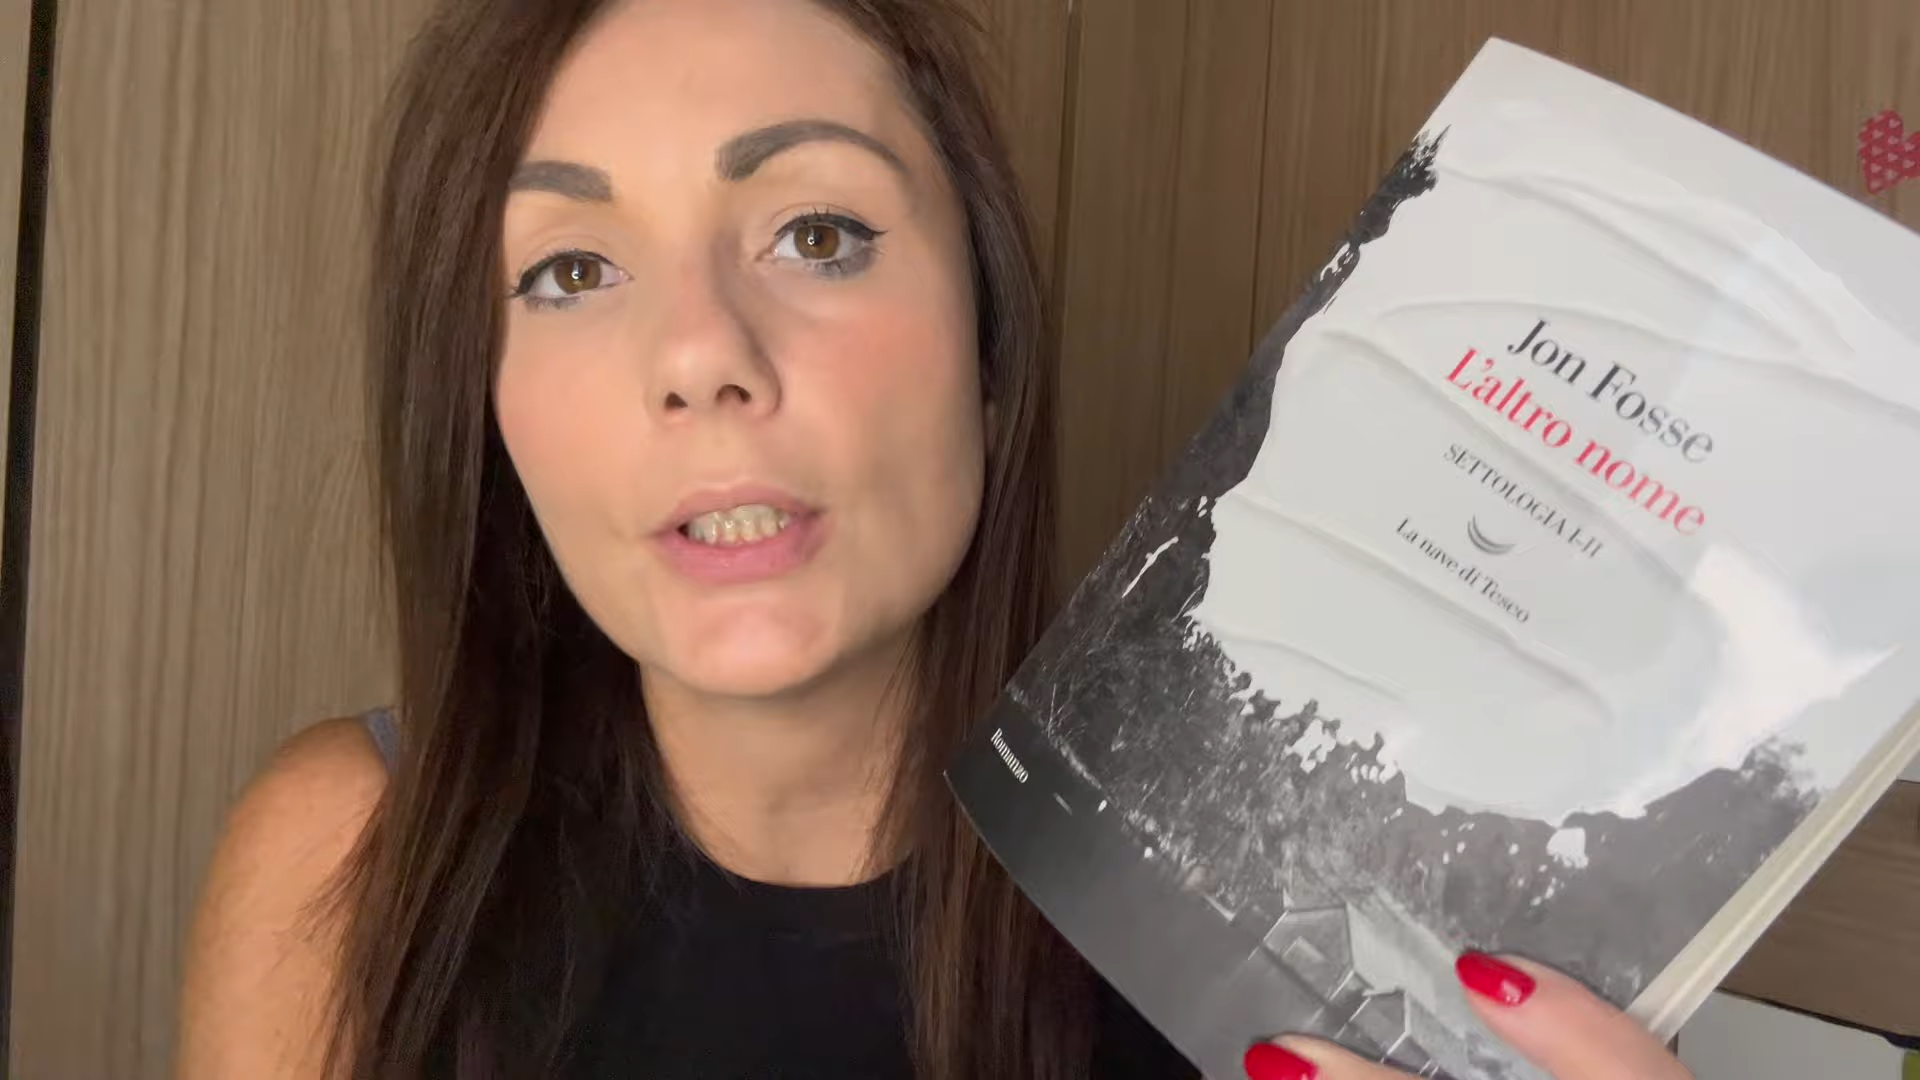 Jon Fosse
L'altro nome
SETTOLOGIA I-II
La nave di Teseo
Romanzo